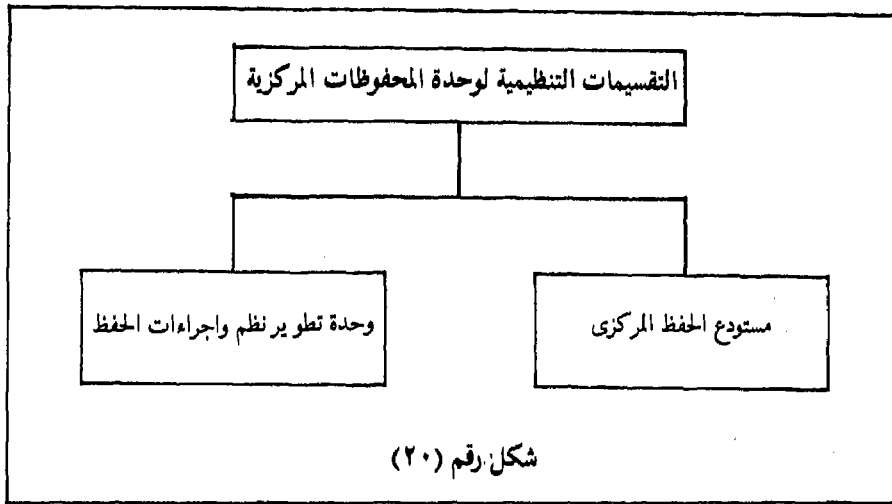 التقسيمات التنظيمية لوحدة المحفوظات المركزية
مستودع الحفظ المركزى
وحدة تطوير نظم واجراءات الحفظ
شكل رقم (٢٠)